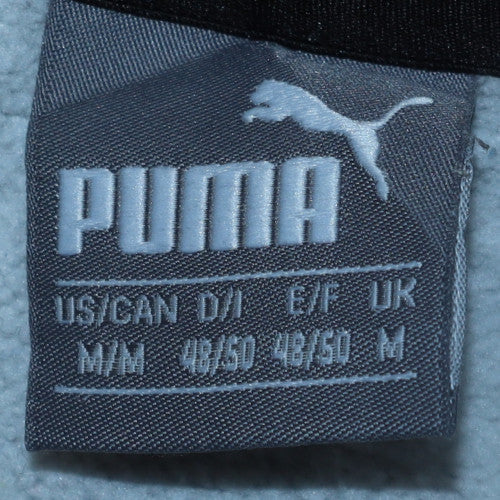 PUMA
US/CAN D/I E/F UK
M/M 48/50 48/50 M